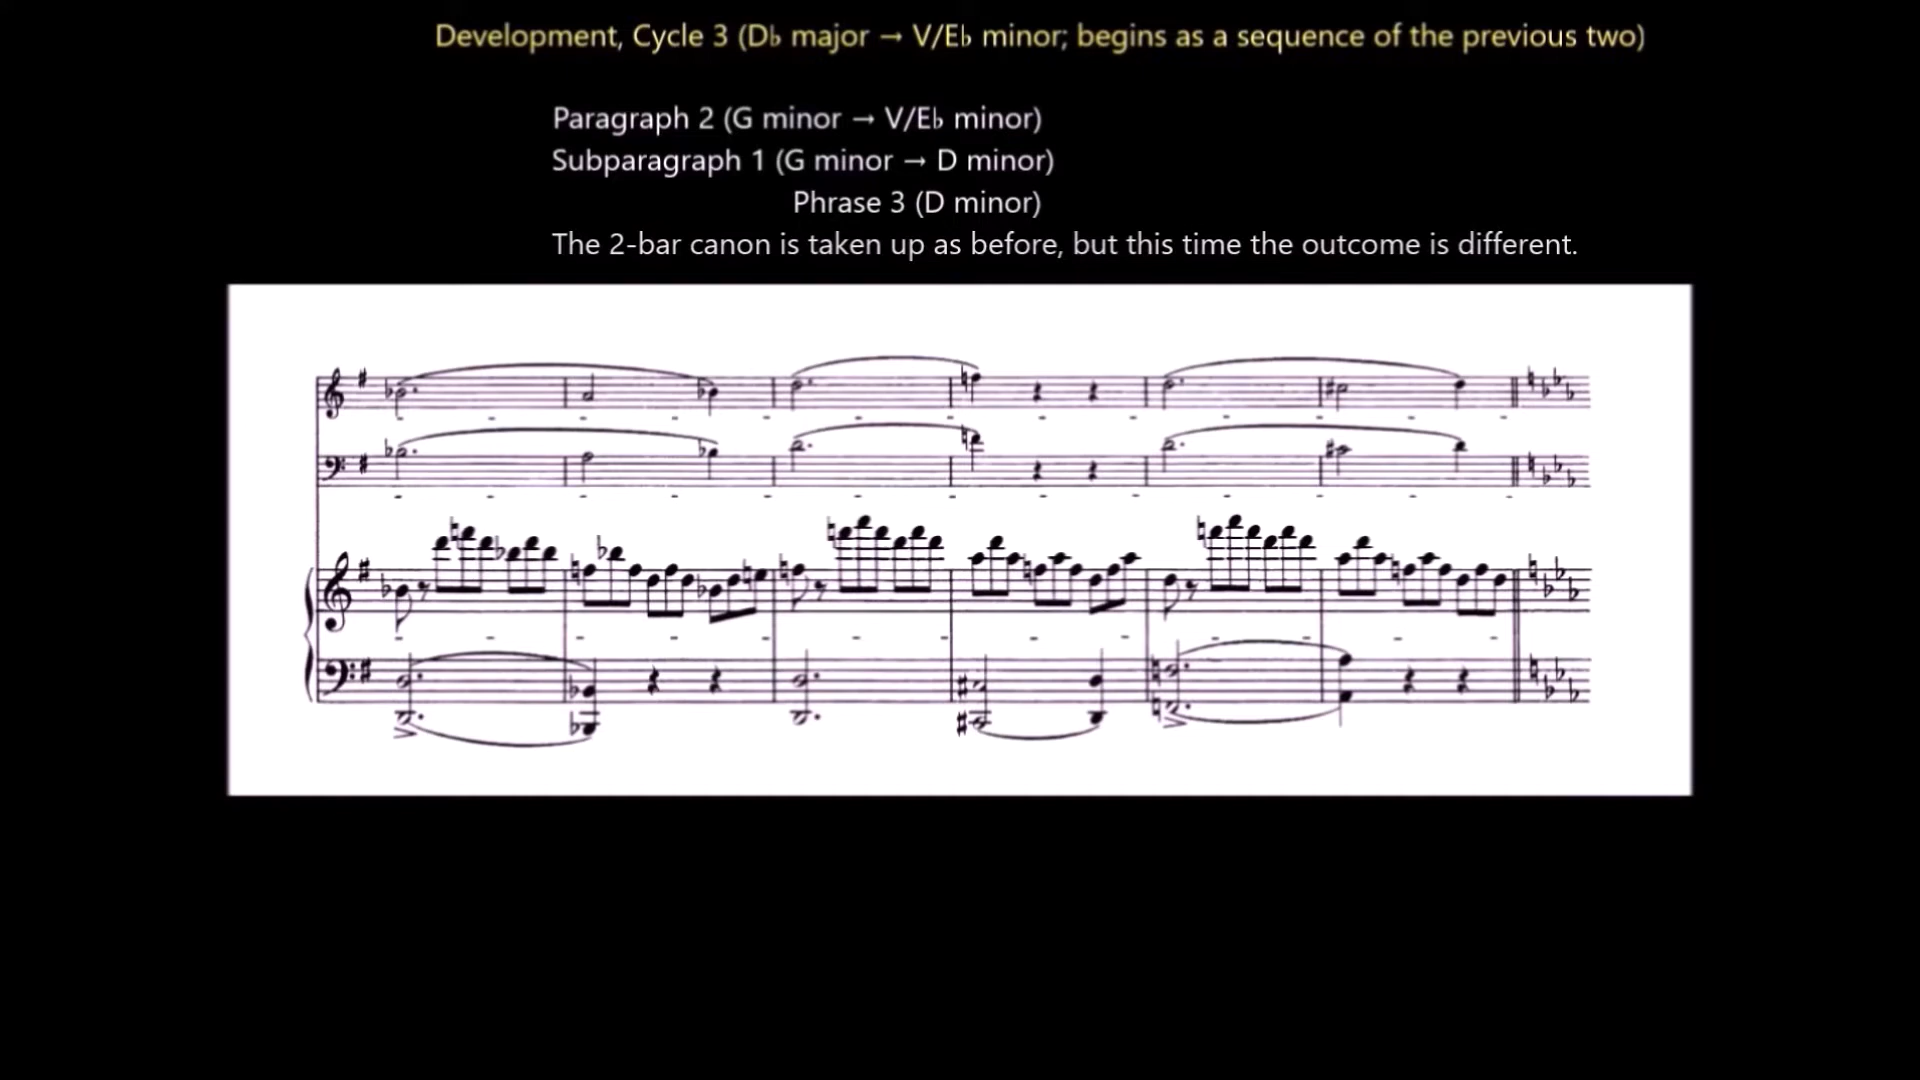 Development, Cycle 3 (D♭ major → V/E♭ minor; begins as a sequence of the previous two)
Paragraph 2 (G minor → V/E♭ minor)
Subparagraph 1 (G minor → D minor)
Phrase 3 (D minor)
The 2-bar canon is taken up as before, but this time the outcome is different.